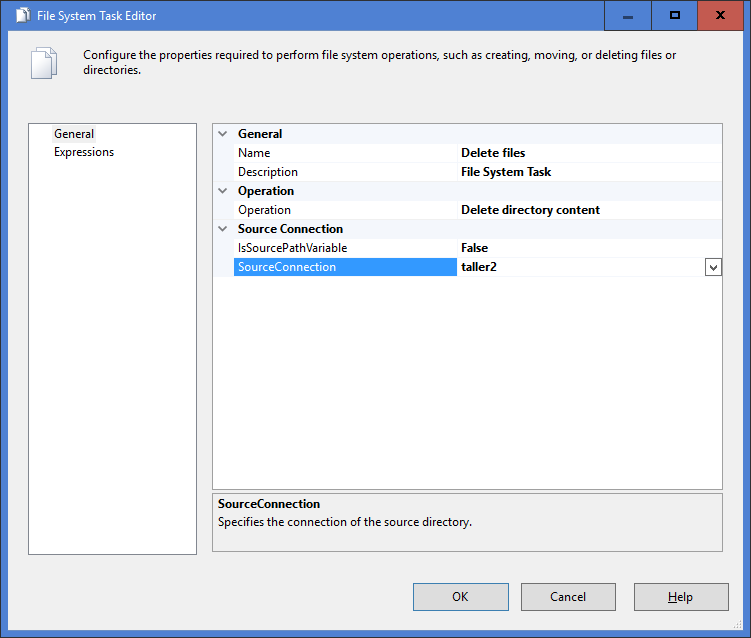 File System Task Editor
Configure the properties required to perform file system operations, such as creating, moving, or deleting files or
directories.
General
Expressions
General
Name Delete files
Description File System Task
Operation
Operation Delete directory content
Source Connection
IsSourcePathVariable False
SourceConnection taller2
SourceConnection
Specifies the connection of the source directory.
OK Cancel Help